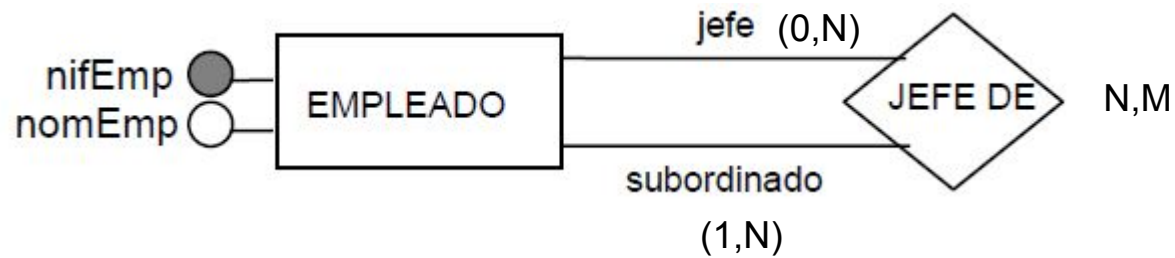 jefe (0,N)
nifEmp
nomEmp
EMPLEADO
JEFE DE
N,M
subordinado
(1,N)